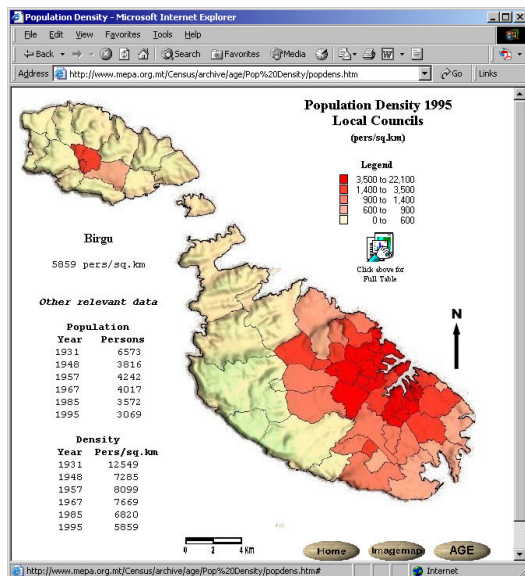 Population Density - Microsoft Internet Explorer
File Edit View Favorites Tools Help
Back Search Favorites Media
Address http://www.mepa.org.mt/Census/archive/age/Pop%20Density/popdens.htm Go Links
Population Density 1995
Local Councils
(pers/sq.km)
Legend
3,500 to 22,100
1,400 to 3,500
900 to 1,400
600 to 900
0 to 600
Click above for
Full Table
Birgu
5859 pers/sq.km
Other relevant data
Population
Year Persons
1931 6573
1948 3816
1957 4242
1967 4017
1985 3572
1995 3069
Density
Year Pers/sq.km
1931 12549
1948 7285
1957 8099
1967 7669
1985 6820
1995 5859
N
0 2 4 Km
Home Imagemap AGE
http://www.mepa.org.mt/Census/archive/age/Pop%20Density/popdens.htm# Internet